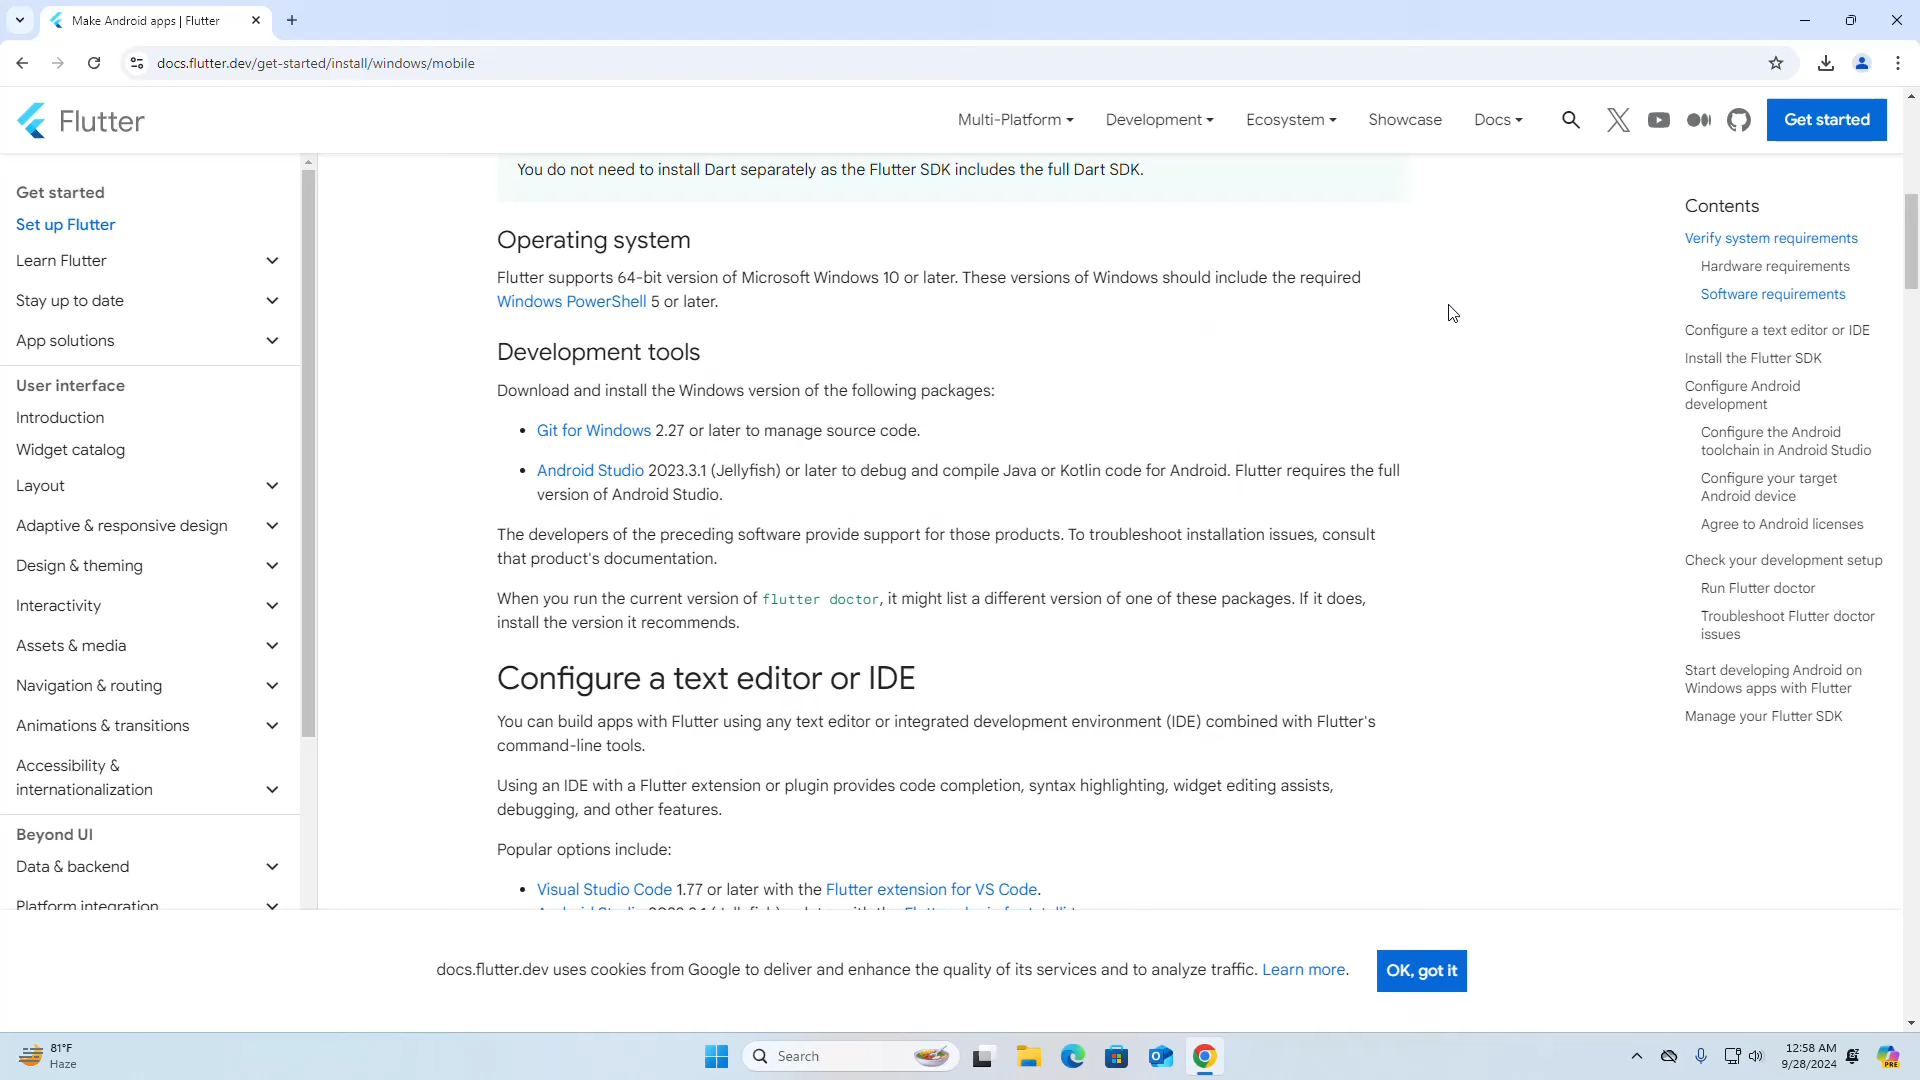 Make Android apps | Flutter
docs.flutter.dev/get-started/install/windows/mobile
Flutter
Multi-Platform
Development
Ecosystem
Showcase
Docs
Get started
Get started
Set up Flutter
Learn Flutter
Stay up to date
App solutions
User interface
Introduction
Widget catalog
Layout
Adaptive & responsive design
Design & theming
Interactivity
Assets & media
Navigation & routing
Animations & transitions
Accessibility &
internationalization
Beyond UI
Data & backend
Platform integration
You do not need to install Dart separately as the Flutter SDK includes the full Dart SDK.
Operating system
Flutter supports 64-bit version of Microsoft Windows 10 or later. These versions of Windows should include the required
Windows PowerShell 5 or later.
Development tools
Download and install the Windows version of the following packages:
• Git for Windows 2.27 or later to manage source code.
• Android Studio 2023.3.1 (Jellyfish) or later to debug and compile Java or Kotlin code for Android. Flutter requires the full
version of Android Studio.
The developers of the preceding software provide support for those products. To troubleshoot installation issues, consult
that product's documentation.
When you run the current version of flutter doctor, it might list a different version of one of these packages. If it does,
install the version it recommends.
Configure a text editor or IDE
You can build apps with Flutter using any text editor or integrated development environment (IDE) combined with Flutter's
command-line tools.
Using an IDE with a Flutter extension or plugin provides code completion, syntax highlighting, widget editing assists,
debugging, and other features.
Popular options include:
• Visual Studio Code 1.77 or later with the Flutter extension for VS Code.
Contents
Verify system requirements
Hardware requirements
Software requirements
Configure a text editor or IDE
Install the Flutter SDK
Configure Android
development
Configure the Android
toolchain in Android Studio
Configure your target
Android device
Agree to Android licenses
Check your development setup
Run Flutter doctor
Troubleshoot Flutter doctor
issues
Start developing Android on
Windows apps with Flutter
Manage your Flutter SDK
docs.flutter.dev uses cookies from Google to deliver and enhance the quality of its services and to analyze traffic. Learn more.
OK, got it
81°F
Haze
Search
12:58 AM
9/28/2024
PRE